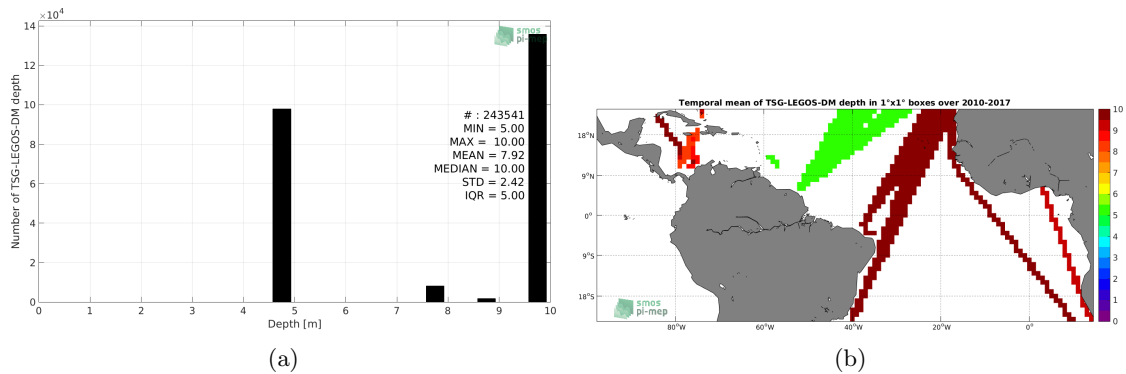 ×10⁴
14
12
10
8
6
4
2
0
Number of TSG-LEGOS-DM depth
smos
pi-mep
# : 243541
MIN = 5.00
MAX = 10.00
MEAN = 7.92
MEDIAN = 10.00
STD = 2.42
IQR = 5.00
0 1 2 3 4 5 6 7 8 9 10
Depth [m]
(a)
Temporal mean of TSG-LEGOS-DM depth in 1°x1° boxes over 2010-2017
18°N
9°N
0°
9°S
18°S
80°W 60°W 40°W 20°W 0°
smos
pi-mep
10
9
8
7
6
5
4
3
2
1
0
(b)